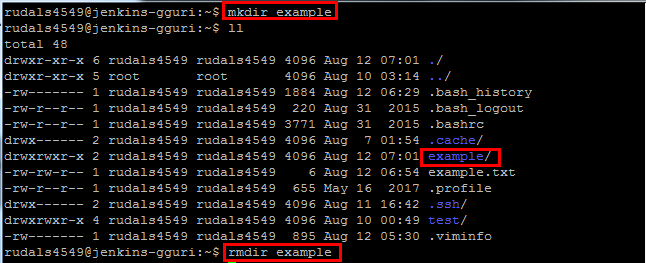 rudals4549@jenkins-gguri:~$ mkdir example
rudals4549@jenkins-gguri:~$ ll
total 48
drwxr-xr-x 6 rudals4549 rudals4549 4096 Aug 12 07:01 ./
drwxr-xr-x 5 root       root       4096 Aug 10 03:14 ../
-rw------- 1 rudals4549 rudals4549 1884 Aug 12 06:29 .bash_history
-rw-r--r-- 1 rudals4549 rudals4549  220 Aug 31  2015 .bash_logout
-rw-r--r-- 1 rudals4549 rudals4549 3771 Aug 31  2015 .bashrc
drwx------ 2 rudals4549 rudals4549 4096 Aug  7 01:54 .cache/
drwxrwxr-x 2 rudals4549 rudals4549 4096 Aug 12 07:01 example/
-rw-rw-r-- 1 rudals4549 rudals4549    6 Aug 12 06:54 example.txt
-rw-r--r-- 1 rudals4549 rudals4549  655 May 16  2017 .profile
drwx------ 2 rudals4549 rudals4549 4096 Aug 11 16:42 .ssh/
drwxrwxr-x 4 rudals4549 rudals4549 4096 Aug 10 00:49 test/
-rw------- 1 rudals4549 rudals4549  895 Aug 12 05:30 .viminfo
rudals4549@jenkins-gguri:~$ rmdir example